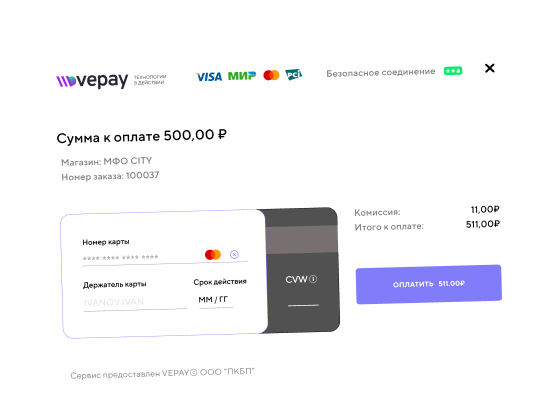 vepay ТЕХНОЛОГИИ В ДЕЙСТВИИ VISA МИР PCI Безопасное соединение ***
Сумма к оплате 500,00 ₽
Магазин: МФО CITY
Номер заказа: 100037
Комиссия: 11,00₽
Итого к оплате: 511,00₽
Номер карты
**** **** **** ****
CVW
Держатель карты Срок действия
IVANOV IVAN ММ / ГГ
ОПЛАТИТЬ 511.00₽
Сервис предоставлен VEPAY© ООО "ПКБП"